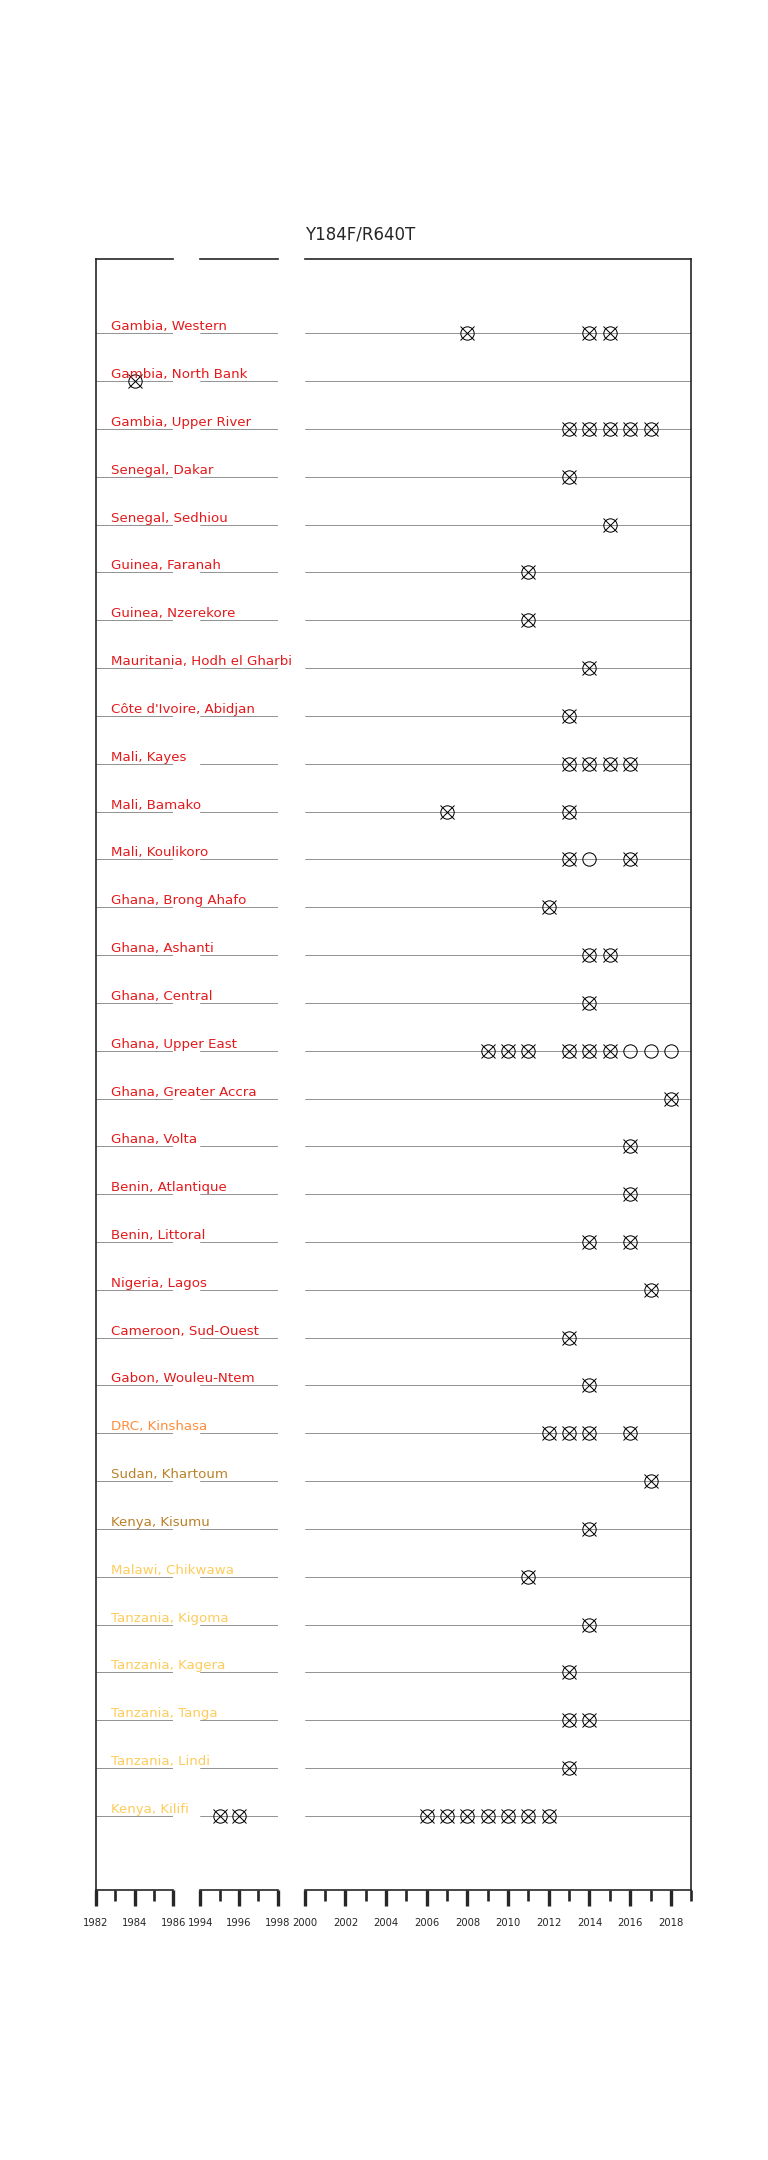 Y184F/R640T
Gambia, Western
Gambia, North Bank
Gambia, Upper River
Senegal, Dakar
Senegal, Sedhiou
Guinea, Faranah
Guinea, Nzerekore
Mauritania, Hodh el Gharbi
Côte d'Ivoire, Abidjan
Mali, Kayes
Mali, Bamako
Mali, Koulikoro
Ghana, Brong Ahafo
Ghana, Ashanti
Ghana, Central
Ghana, Upper East
Ghana, Greater Accra
Ghana, Volta
Benin, Atlantique
Benin, Littoral
Nigeria, Lagos
Cameroon, Sud-Ouest
Gabon, Wouleu-Ntem
DRC, Kinshasa
Sudan, Khartoum
Kenya, Kisumu
Malawi, Chikwawa
Tanzania, Kigoma
Tanzania, Kagera
Tanzania, Tanga
Tanzania, Lindi
Kenya, Kilifi
1982 1984 1986 1994 1996 1998 2000 2002 2004 2006 2008 2010 2012 2014 2016 2018